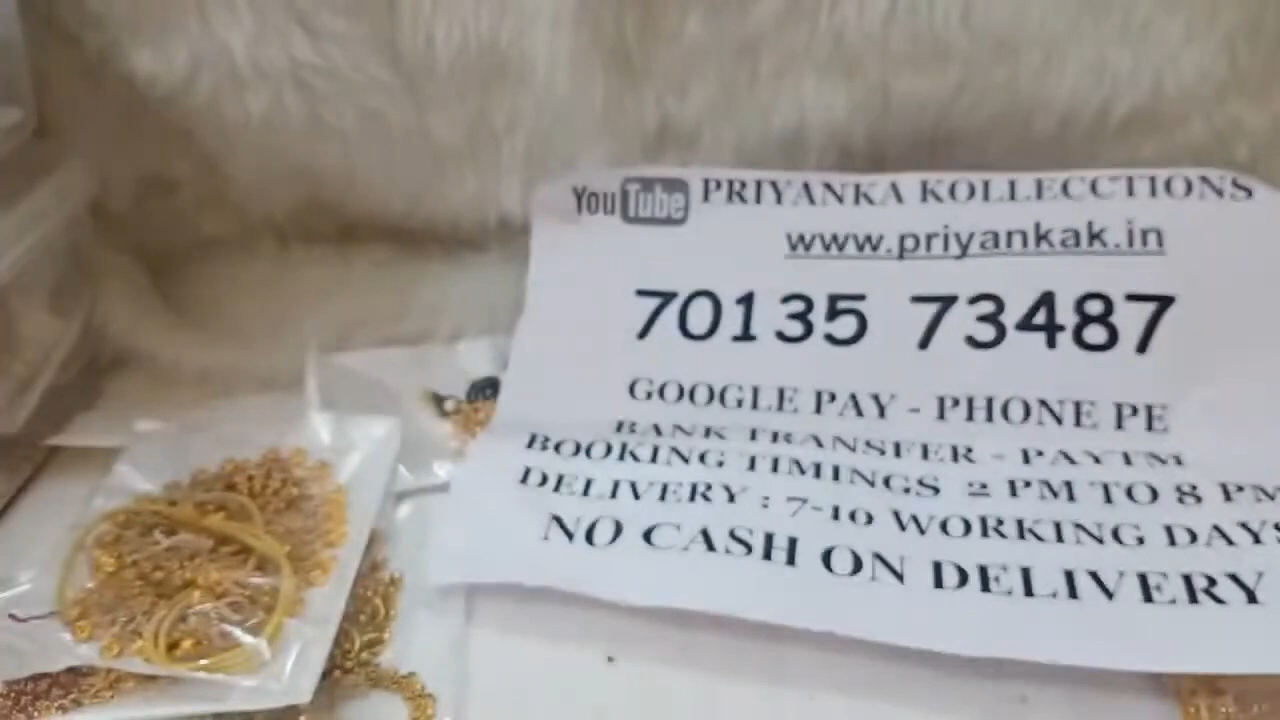 YouTube PRIYANKA KOLLECCTIONS
www.priyankak.in
70135 73487
GOOGLE PAY - PHONE PE
BANK TRANSFER - PAYTM
BOOKING TIMINGS 2 PM TO 8 PM
DELIVERY : 7-10 WORKING DAYS
NO CASH ON DELIVERY